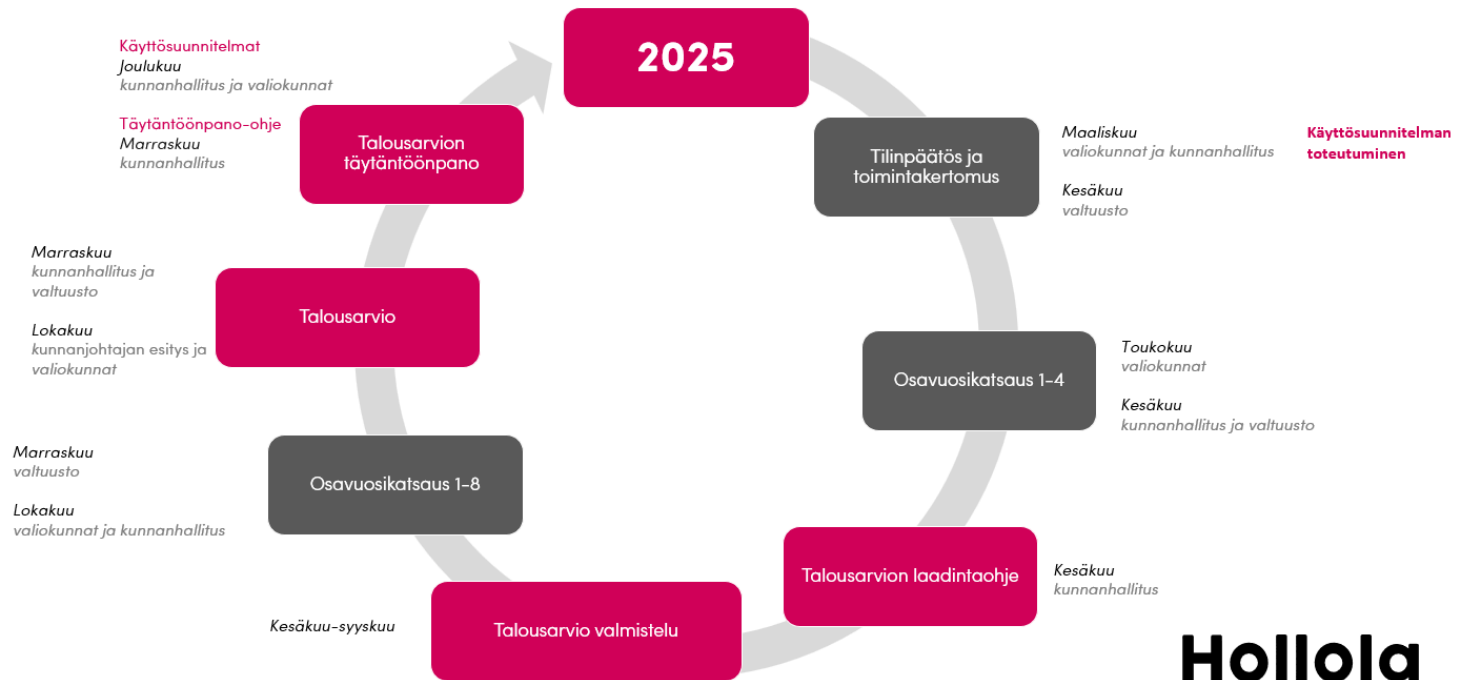 2025
Käyttösuunnitelmat
Joulukuu
kunnanhallitus ja valiokunnat
Täytäntöönpano-ohje
Marraskuu
kunnanhallitus
Talousarvion
täytäntöönpano
Tilinpäätös ja
toimintakertomus
Maaliskuu
valiokunnat ja kunnanhallitus
Kesäkuu
valtuusto
Käyttösuunnitelman
toteutuminen
Marraskuu
kunnanhallitus ja
valtuusto
Lokakuu
kunnanjohtajan esitys ja
valiokunnat
Talousarvio
Osavuosikatsaus 1-4
Toukokuu
valiokunnat
Kesäkuu
kunnanhallitus ja valtuusto
Marraskuu
valtuusto
Lokakuu
valiokunnat ja kunnanhallitus
Osavuosikatsaus 1-8
Talousarvion laadintaohje
Kesäkuu
kunnanhallitus
Kesäkuu-syyskuu
Talousarvio valmistelu
Hollola